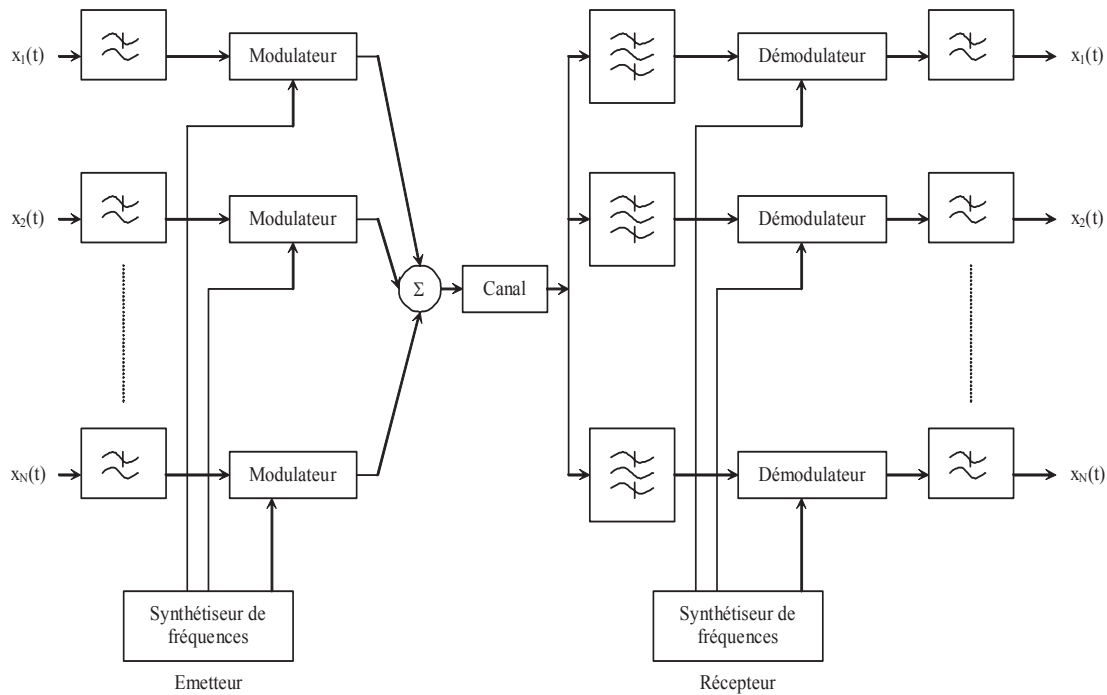 x1(t)
Modulateur
Démodulateur
x1(t)
x2(t)
Modulateur
Démodulateur
x2(t)
Σ
Canal
xN(t)
Modulateur
Démodulateur
xN(t)
Synthétiseur de
fréquences
Synthétiseur de
fréquences
Emetteur
Récepteur